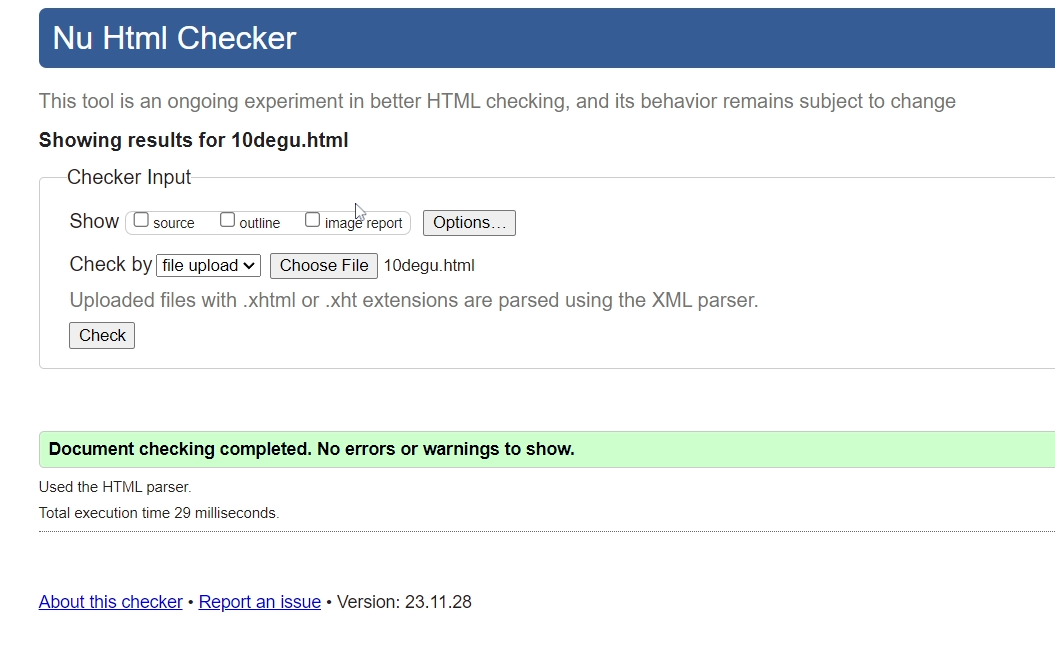 Nu Html Checker
This tool is an ongoing experiment in better HTML checking, and its behavior remains subject to change
Showing results for 10degu.html
Checker Input
Show source outline image report Options...
Check by file upload Choose File 10degu.html
Uploaded files with .xhtml or .xht extensions are parsed using the XML parser.
Check
Document checking completed. No errors or warnings to show.
Used the HTML parser.
Total execution time 29 milliseconds.
About this checker • Report an issue • Version: 23.11.28